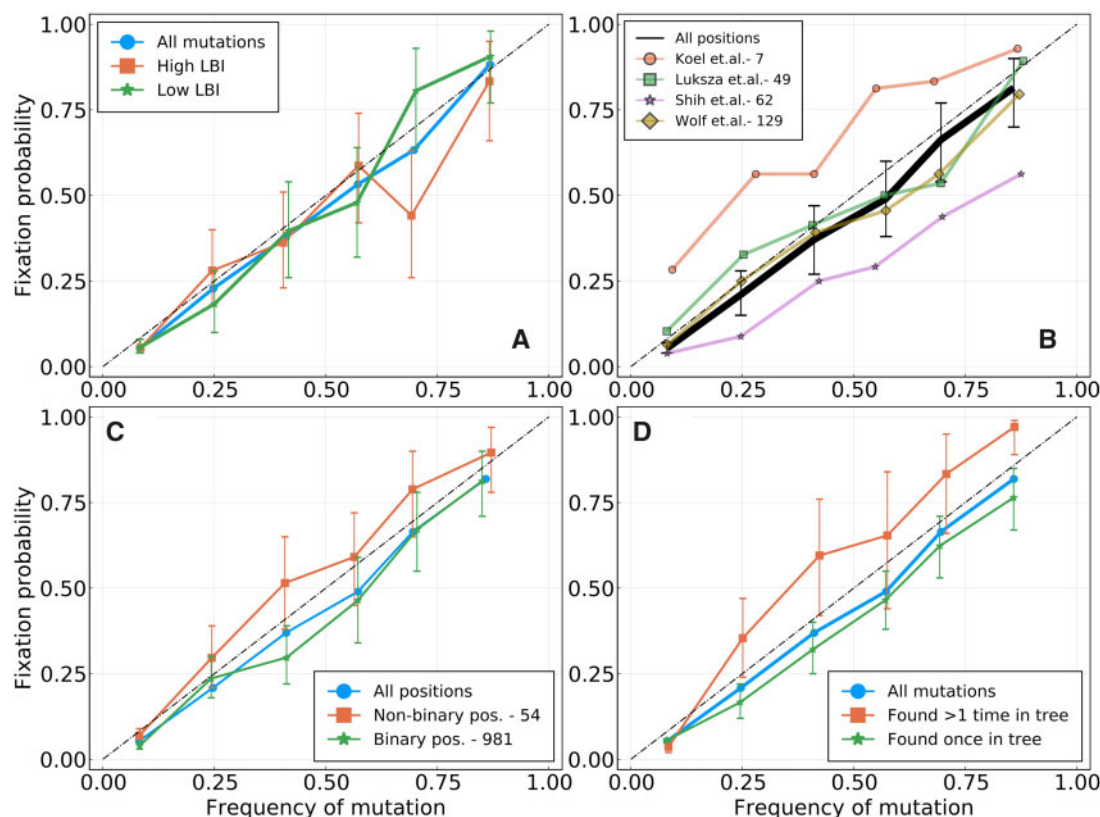 1.00
0.75
0.50
0.25
0.00
Fixation probability
All mutations
High LBI
Low LBI
A
0.00 0.25 0.50 0.75 1.00
1.00
0.75
0.50
0.25
0.00
All positions
Koel et.al.- 7
Luksza et.al.- 49
Shih et.al.- 62
Wolf et.al.- 129
B
0.00 0.25 0.50 0.75 1.00
1.00
0.75
0.50
0.25
0.00
Fixation probability
C
All positions
Non-binary pos. - 54
Binary pos. - 981
0.00 0.25 0.50 0.75 1.00
Frequency of mutation
1.00
0.75
0.50
0.25
0.00
D
All mutations
Found >1 time in tree
Found once in tree
0.00 0.25 0.50 0.75 1.00
Frequency of mutation